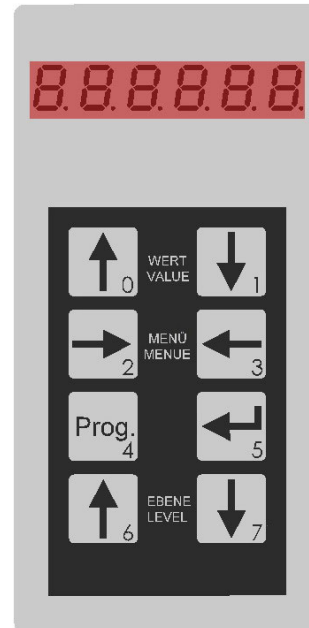 8.8.8.8.8.8.
0
WERT
VALUE
1
2
MENÜ
MENUE
3
Prog.
4
5
6
EBENE
LEVEL
7